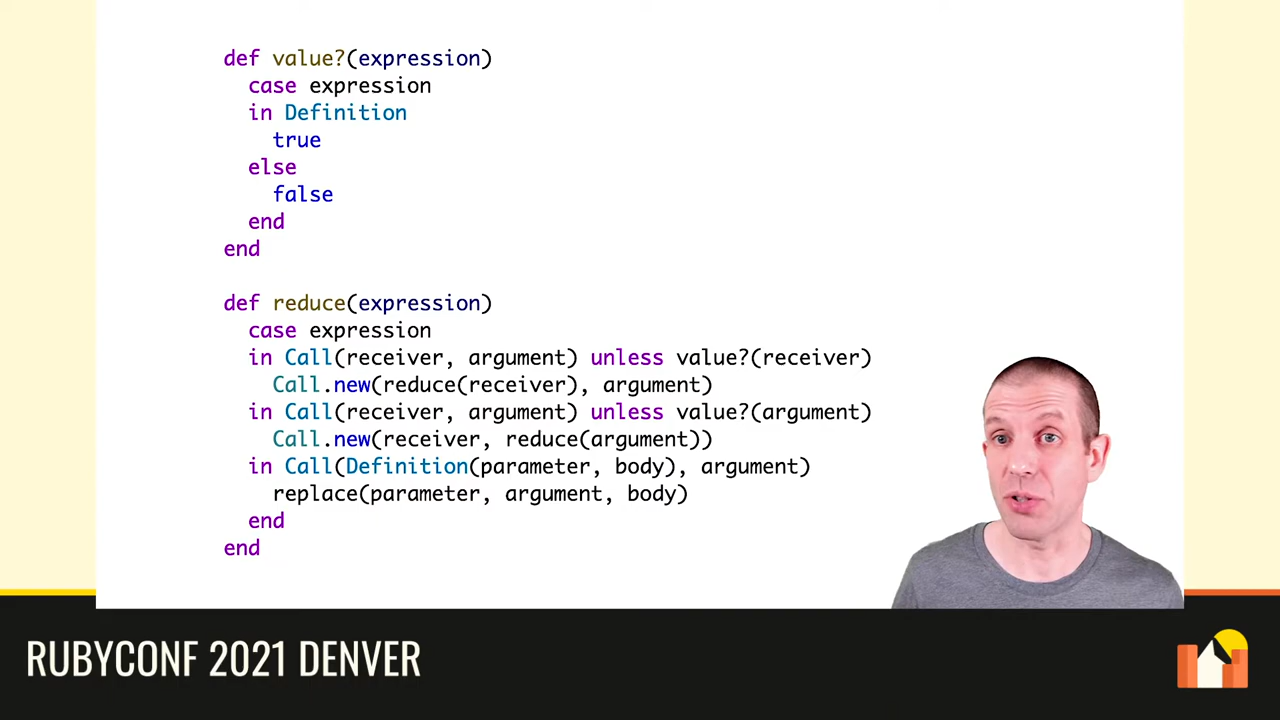 def value?(expression)
  case expression
  in Definition
    true
  else
    false
  end
end

def reduce(expression)
  case expression
  in Call(receiver, argument) unless value?(receiver)
    Call.new(reduce(receiver), argument)
  in Call(receiver, argument) unless value?(argument)
    Call.new(receiver, reduce(argument))
  in Call(Definition(parameter, body), argument)
    replace(parameter, argument, body)
  end
end
RUBYCONF 2021 DENVER